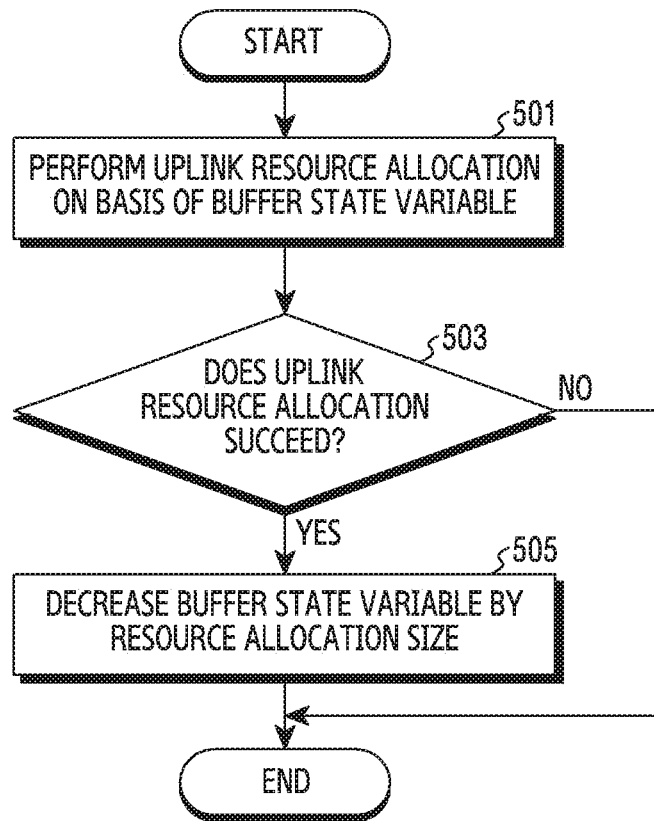 START
501
PERFORM UPLINK RESOURCE ALLOCATION
ON BASIS OF BUFFER STATE VARIABLE
503
DOES UPLINK
RESOURCE ALLOCATION
SUCCEED?
NO
YES
505
DECREASE BUFFER STATE VARIABLE BY
RESOURCE ALLOCATION SIZE
END